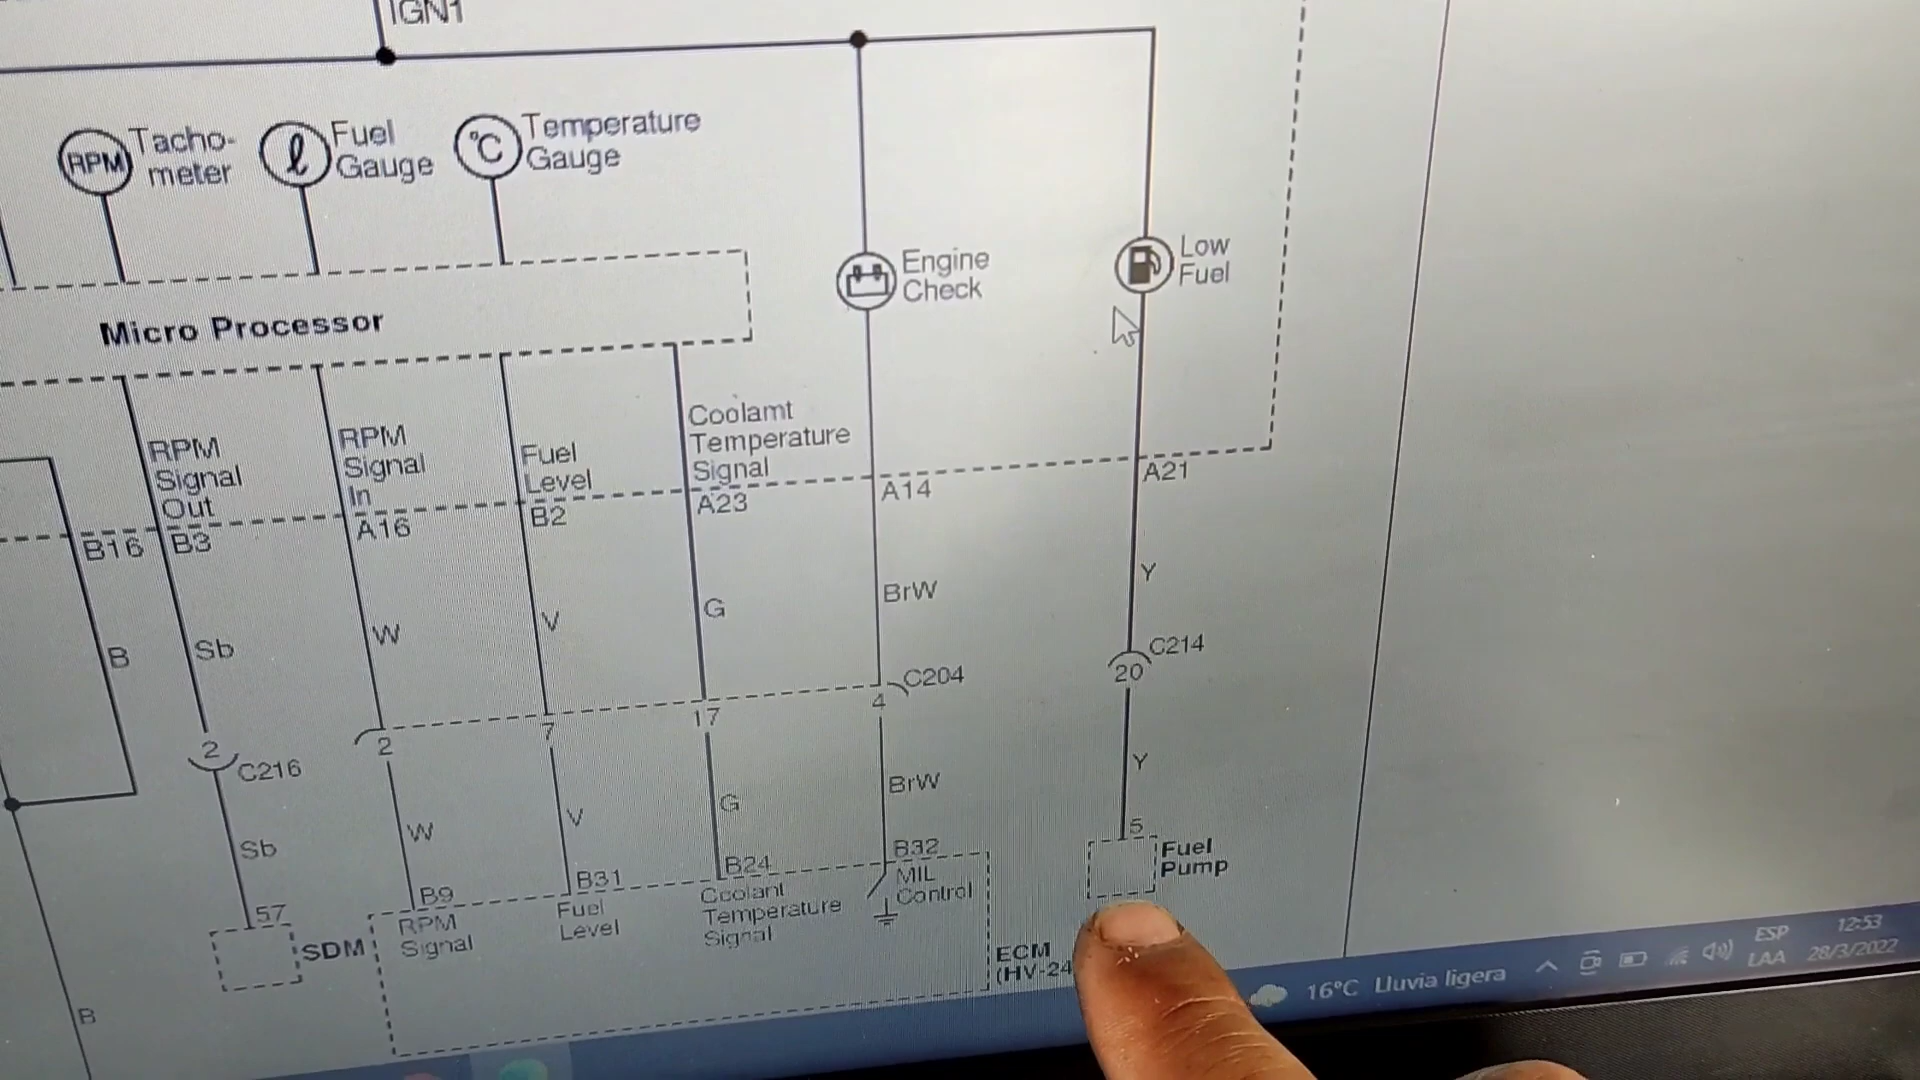 IGN1
RPM
Tacho-
meter
ℓ
Fuel
Gauge
°C
Temperature
Gauge
Engine
Check
Low
Fuel
Micro Processor
RPM
Signal
Out
RPM
Signal
In
Fuel
Level
Coolamt
Temperature
Signal
B16
B3
A16
B2
A23
A14
A21
B
Sb
W
V
G
BrW
Y
2
C216
2
7
17
4
C204
20
C214
Sb
W
V
G
BrW
Y
57
SDM
B9
RPM
Signal
B31
Fuel
Level
B24
Coolant
Temperature
Signal
B32
MIL
Control
5
Fuel
Pump
ECM
(HV-24
B
16°C Lluvia ligera
ESP
LAA
12:53
28/3/2022